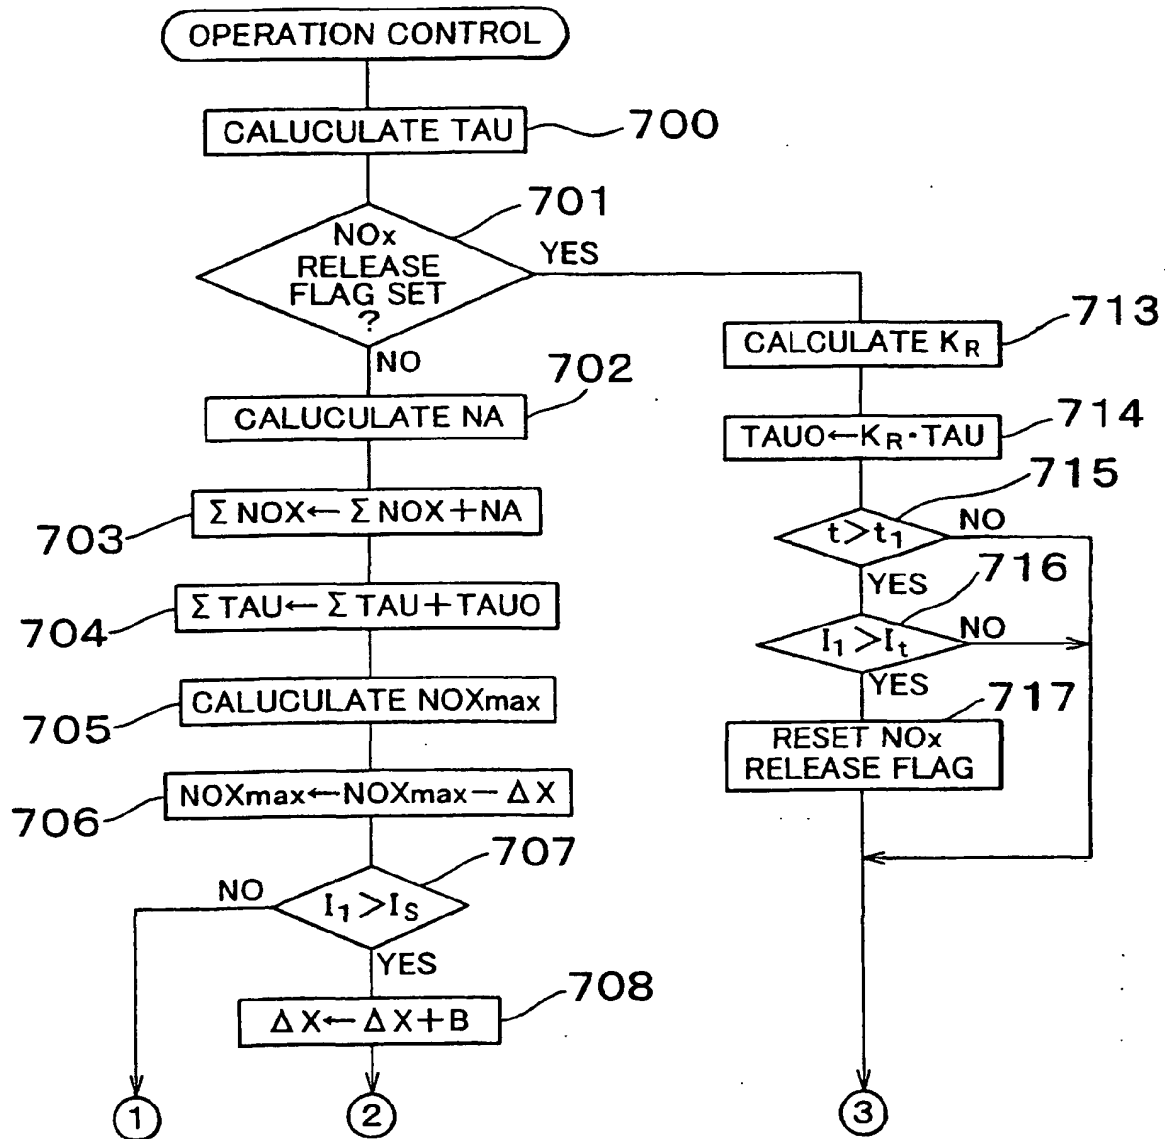 OPERATION CONTROL
CALUCULATE TAU
700
701
NOx
RELEASE
FLAG SET
?
YES
NO
702
CALUCULATE NA
703
ΣNOX←ΣNOX+NA
704
ΣTAU←ΣTAU+TAUO
705
CALUCULATE NOXmax
706
NOXmax←NOXmax−ΔX
707
NO
I1>IS
YES
708
ΔX←ΔX+B
1
2
713
CALCULATE KR
714
TAUO←KR·TAU
715
t>t1
NO
YES
716
I1>It
NO
YES
717
RESET NOx
RELEASE FLAG
3